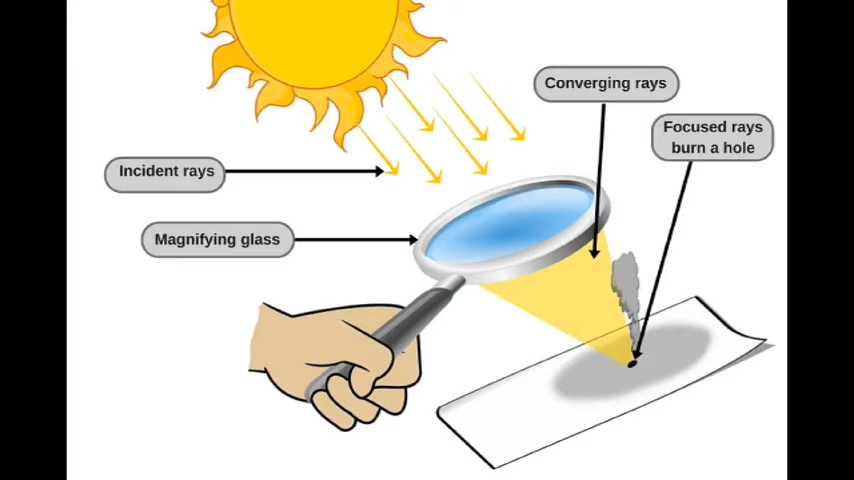 Converging rays
Focused rays
burn a hole
Incident rays
Magnifying glass